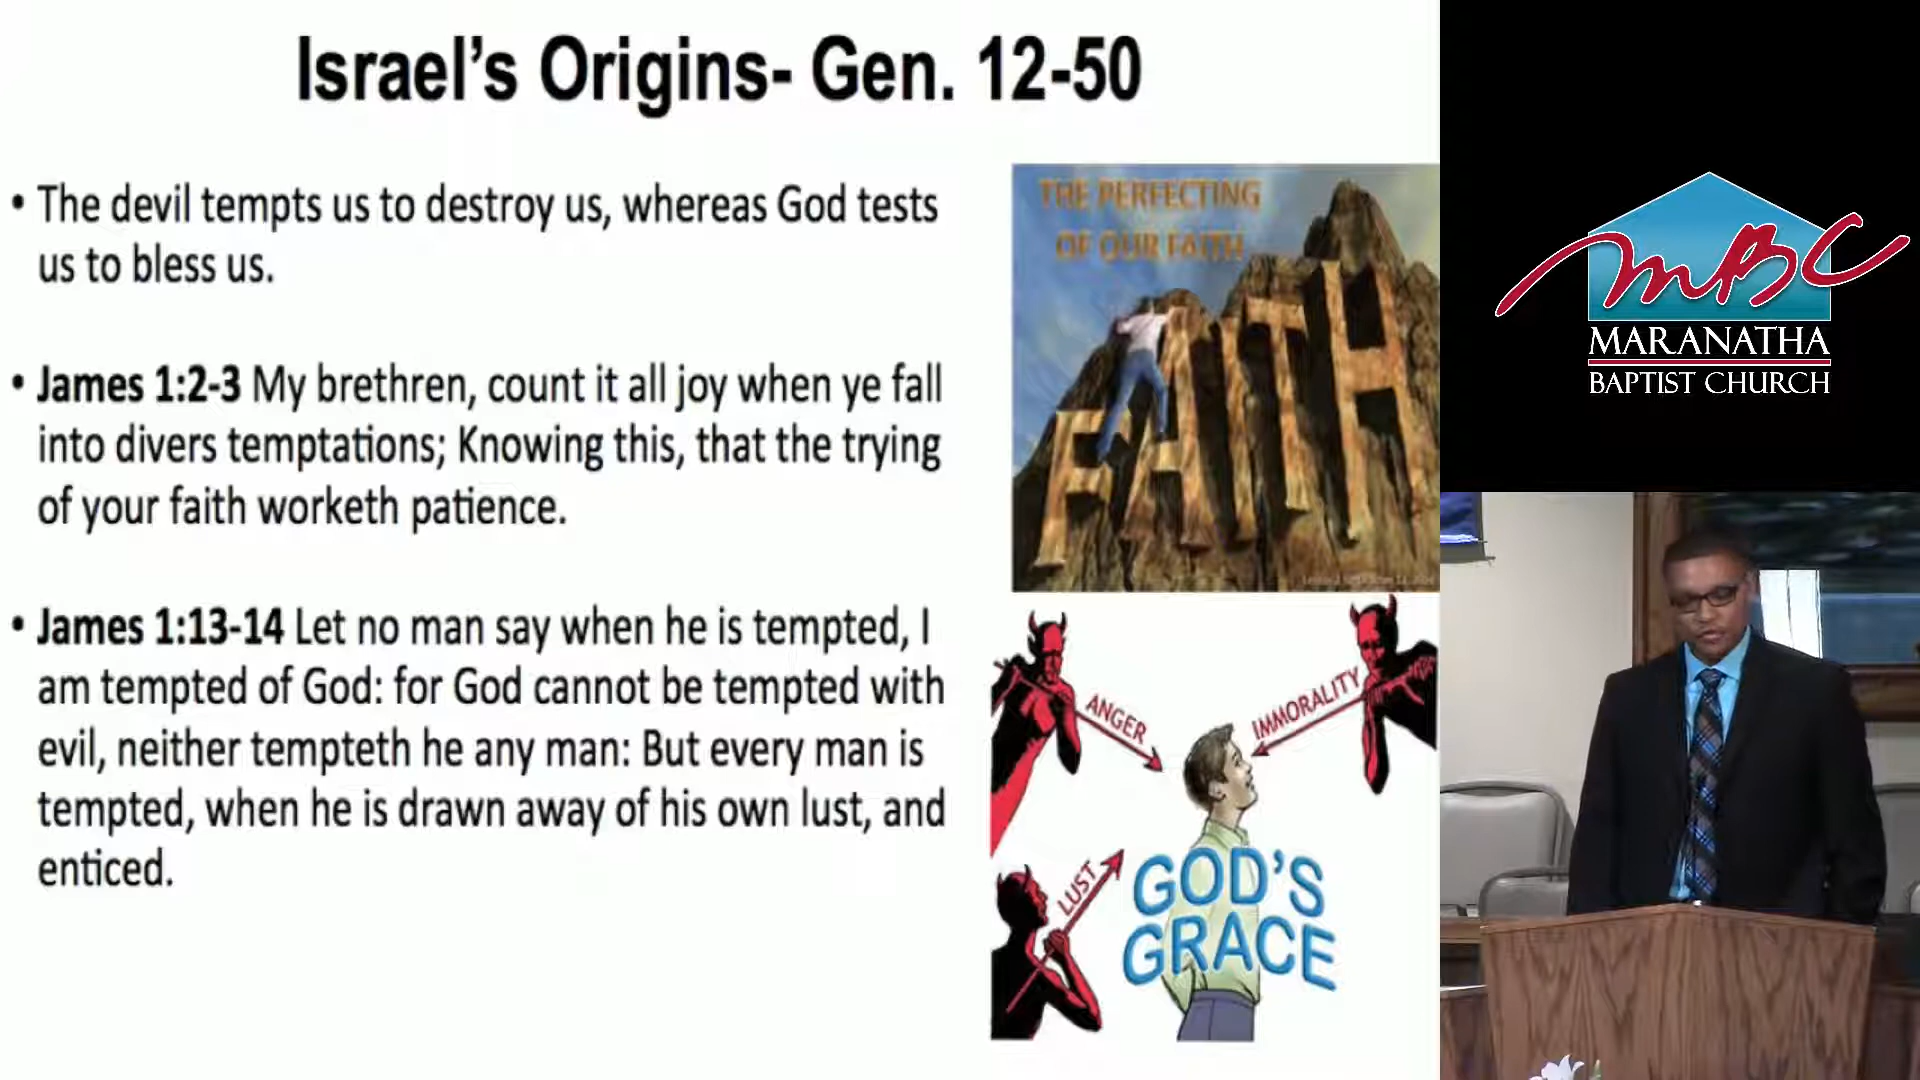 Israel's Origins- Gen. 12-50
• The devil tempts us to destroy us, whereas God tests
us to bless us.
• James 1:2-3 My brethren, count it all joy when ye fall
into divers temptations; Knowing this, that the trying
of your faith worketh patience.
• James 1:13-14 Let no man say when he is tempted, I
am tempted of God: for God cannot be tempted with
evil, neither tempteth he any man: But every man is
tempted, when he is drawn away of his own lust, and
enticed.
THE PERFECTING
OF OUR FAITH
FAITH
ANGER
IMMORALITY
LUST
GOD'S
GRACE
MBC
MARANATHA
BAPTIST CHURCH